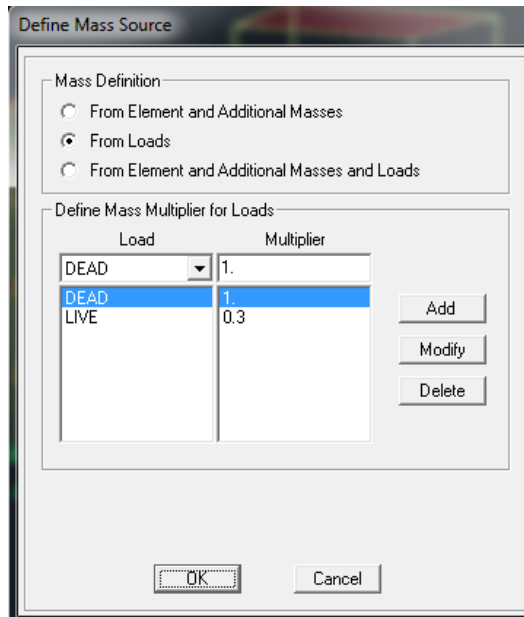 Define Mass Source
Mass Definition
From Element and Additional Masses
From Loads
From Element and Additional Masses and Loads
Define Mass Multiplier for Loads
Load Multiplier
DEAD 1.
DEAD 1.
LIVE 0.3
Add
Modify
Delete
OK Cancel